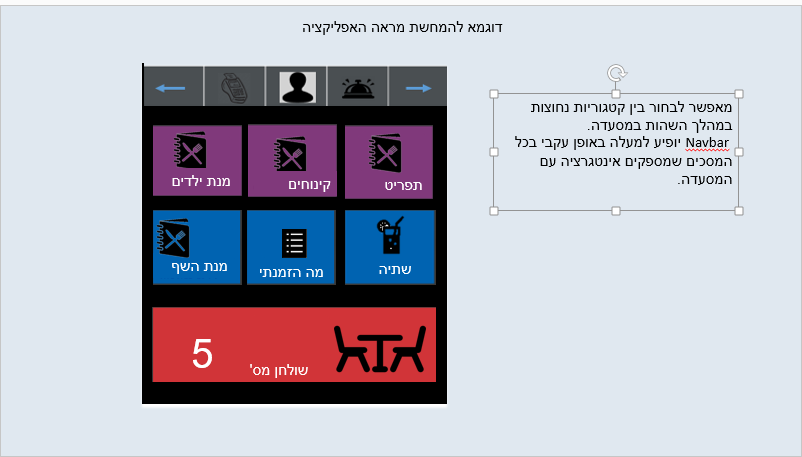 דוגמא להמחשת מראה האפליקציה
מאפשר לבחור בין קטגוריות נחוצות
במהלך השהות במסעדה.
Navbar יופיע למעלה באופן עקבי בכל
המסכים שמספקים אינטגרציה עם
המסעדה.
תפריט
קינוחים
מנת ילדים
שתיה
מה הזמנתי
מנת השף
שולחן מס' 5